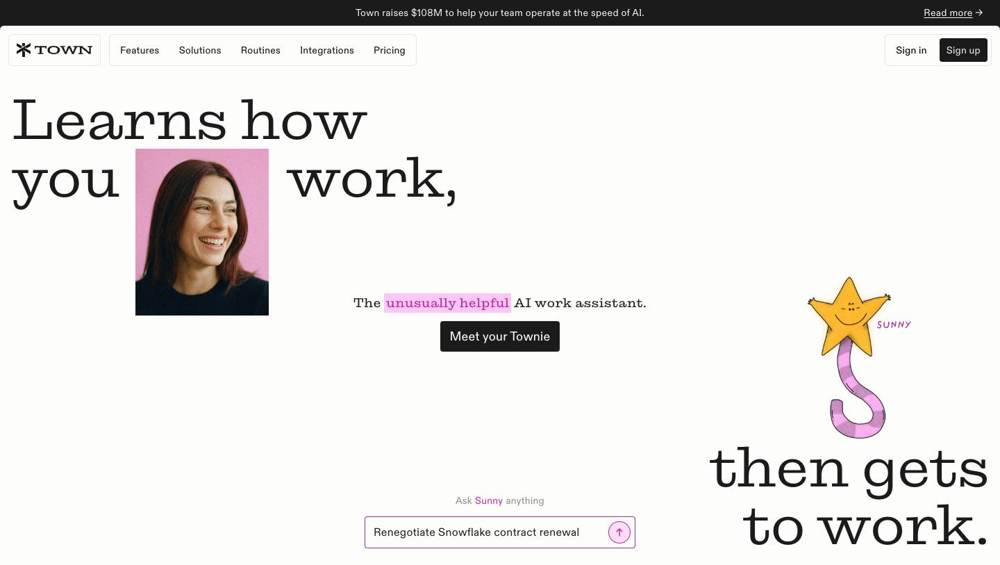 Town raises $108M to help your team operate at the speed of AI.
Read more →
TOWN
Features
Solutions
Routines
Integrations
Pricing
Sign in
Sign up
Learns how
you work,
The unusually helpful AI work assistant.
Meet your Townie
SUNNY
then gets
to work.
Ask Sunny anything
Renegotiate Snowflake contract renewal